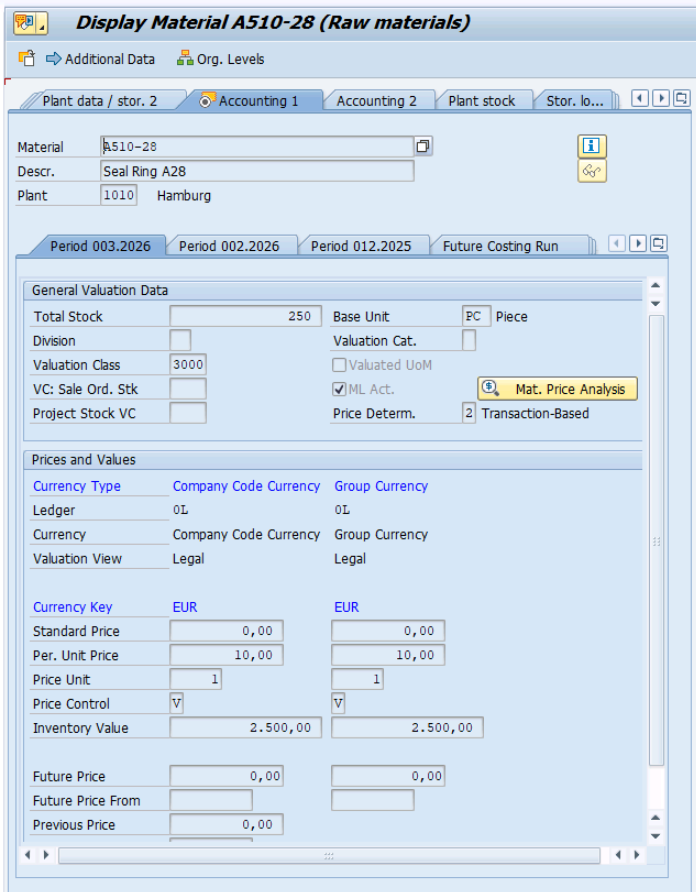 Display Material A510-28 (Raw materials)
Additional Data Org. Levels
Plant data / stor. 2 Accounting 1 Accounting 2 Plant stock Stor. lo...
Material A510-28
Descr. Seal Ring A28
Plant 1010 Hamburg
Period 003.2026 Period 002.2026 Period 012.2025 Future Costing Run
General Valuation Data
Total Stock 250 Base Unit PC Piece
Division Valuation Cat.
Valuation Class 3000 Valuated UoM
VC: Sale Ord. Stk ML Act. Mat. Price Analysis
Project Stock VC Price Determ. 2 Transaction-Based
Prices and Values
Currency Type Company Code Currency Group Currency
Ledger 0L 0L
Currency Company Code Currency Group Currency
Valuation View Legal Legal
Currency Key EUR EUR
Standard Price 0,00 0,00
Per. Unit Price 10,00 10,00
Price Unit 1 1
Price Control V V
Inventory Value 2.500,00 2.500,00
Future Price 0,00 0,00
Future Price From
Previous Price 0,00